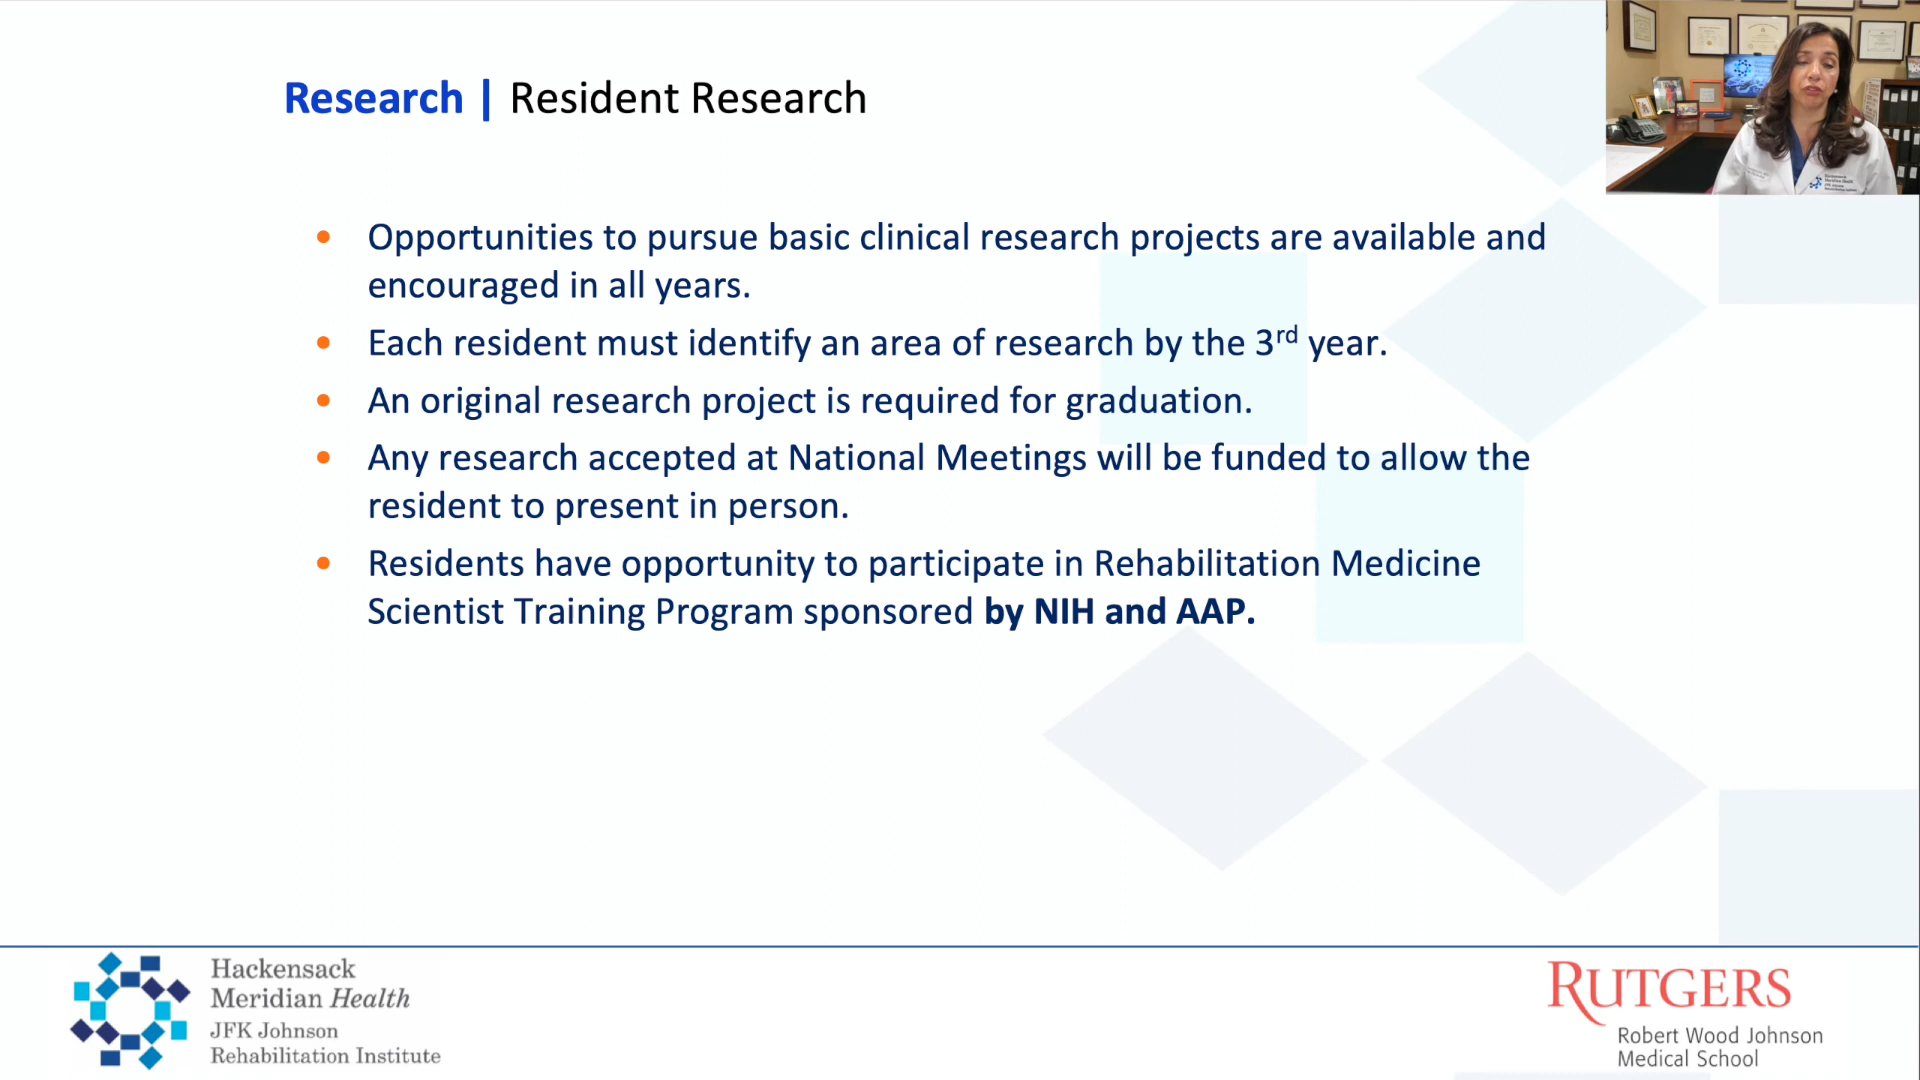 Research | Resident Research
• Opportunities to pursue basic clinical research projects are available and
encouraged in all years.
• Each resident must identify an area of research by the 3rd year.
• An original research project is required for graduation.
• Any research accepted at National Meetings will be funded to allow the
resident to present in person.
• Residents have opportunity to participate in Rehabilitation Medicine
Scientist Training Program sponsored by NIH and AAP.
Hackensack
Meridian Health
JFK Johnson
Rehabilitation Institute
RUTGERS
Robert Wood Johnson
Medical School